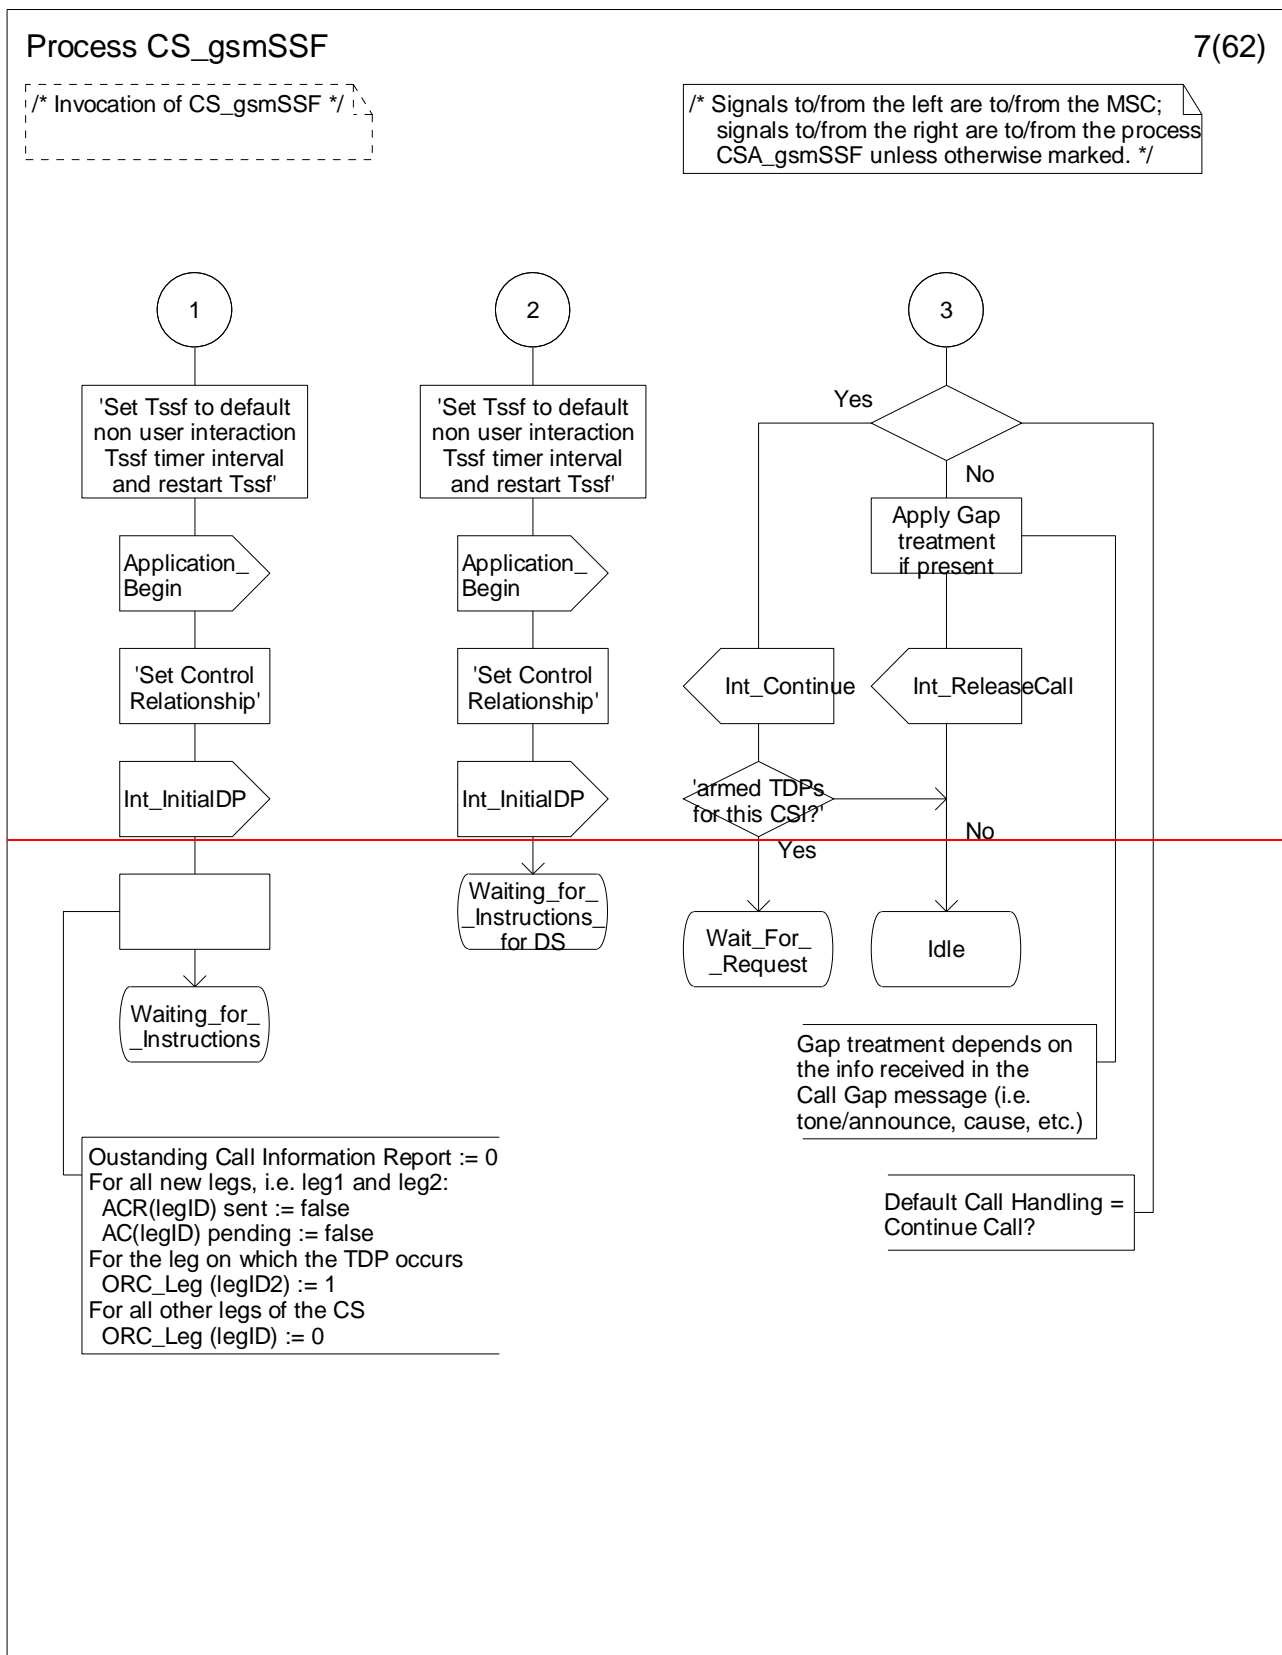 Process CS_gsmSSF
7(62)
/* Invocation of CS_gsmSSF */
/* Signals to/from the left are to/from the MSC;
signals to/from the right are to/from the process
CSA_gsmSSF unless otherwise marked. */
1
'Set Tssf to default
non user interaction
Tssf timer interval
and restart Tssf'
Application_
Begin
'Set Control
Relationship'
Int_InitialDP
Waiting_for_
_Instructions
Oustanding Call Information Report := 0
For all new legs, i.e. leg1 and leg2:
ACR(legID) sent := false
AC(legID) pending := false
For the leg on which the TDP occurs
ORC_Leg (legID2) := 1
For all other legs of the CS
ORC_Leg (legID) := 0
2
'Set Tssf to default
non user interaction
Tssf timer interval
and restart Tssf'
Application_
Begin
'Set Control
Relationship'
Int_InitialDP
Waiting_for_
_Instructions_
for DS
3
Yes
No
Apply Gap
treatment
if present
Int_Continue
Int_ReleaseCall
'armed TDPs
for this CSI?'
No
Yes
Wait_For_
_Request
Idle
Gap treatment depends on
the info received in the
Call Gap message (i.e.
tone/announce, cause, etc.)
Default Call Handling =
Continue Call?